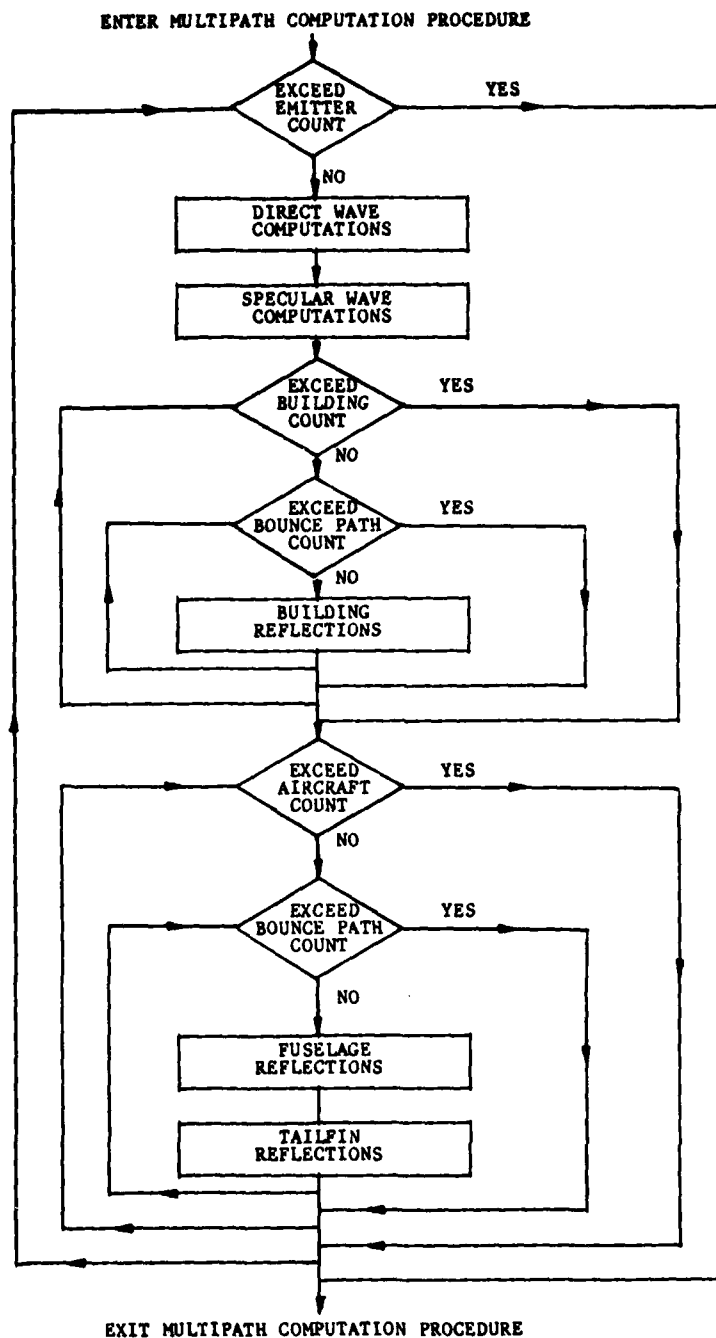 ENTER MULTIPATH COMPUTATION PROCEDURE
EXCEED
EMITTER
COUNT
YES
NO
DIRECT WAVE
COMPUTATIONS
SPECULAR WAVE
COMPUTATIONS
EXCEED
BUILDING
COUNT
YES
NO
EXCEED
BOUNCE PATH
COUNT
YES
NO
BUILDING
REFLECTIONS
EXCEED
AIRCRAFT
COUNT
YES
NO
EXCEED
BOUNCE PATH
COUNT
YES
NO
FUSELAGE
REFLECTIONS
TAILFIN
REFLECTIONS
EXIT MULTIPATH COMPUTATION PROCEDURE